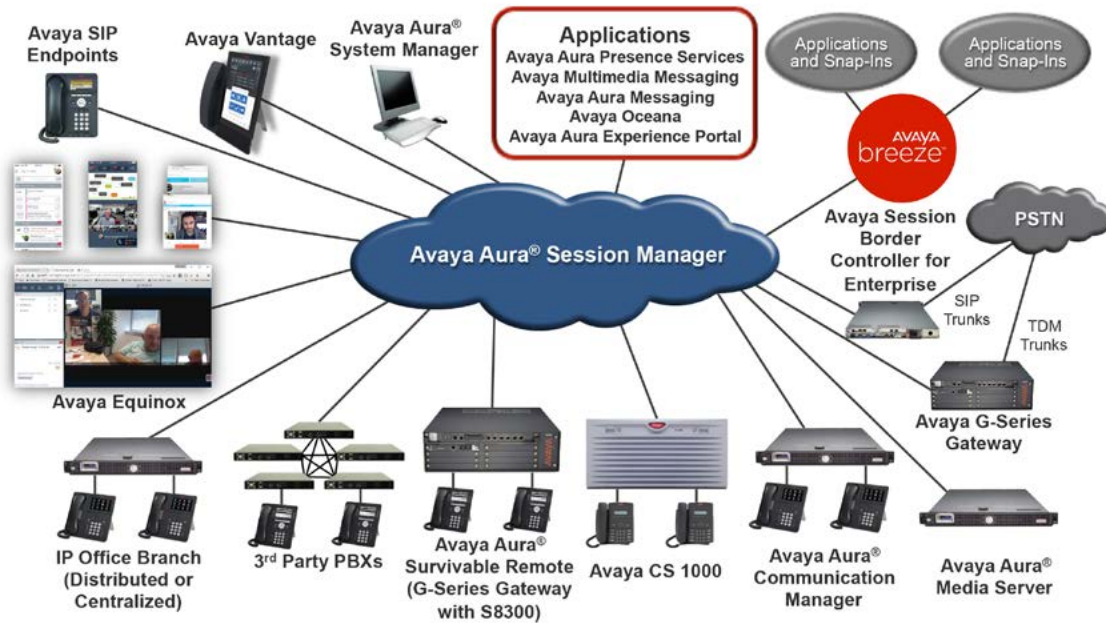 Avaya SIP
Endpoints
Avaya Vantage
Avaya Aura®
System Manager
Applications
Avaya Aura Presence Services
Avaya Multimedia Messaging
Avaya Aura Messaging
Avaya Oceana
Avaya Aura Experience Portal
Applications
and Snap-Ins
Applications
and Snap-Ins
AVAYA
breeze™
Avaya Session
Border
Controller for
Enterprise
PSTN
SIP
Trunks
TDM
Trunks
Avaya Aura® Session Manager
Avaya Equinox
Avaya G-Series
Gateway
IP Office Branch
(Distributed or
Centralized)
3rd Party PBXs
Avaya Aura®
Survivable Remote
(G-Series Gateway
with S8300)
Avaya CS 1000
Avaya Aura®
Communication
Manager
Avaya Aura®
Media Server